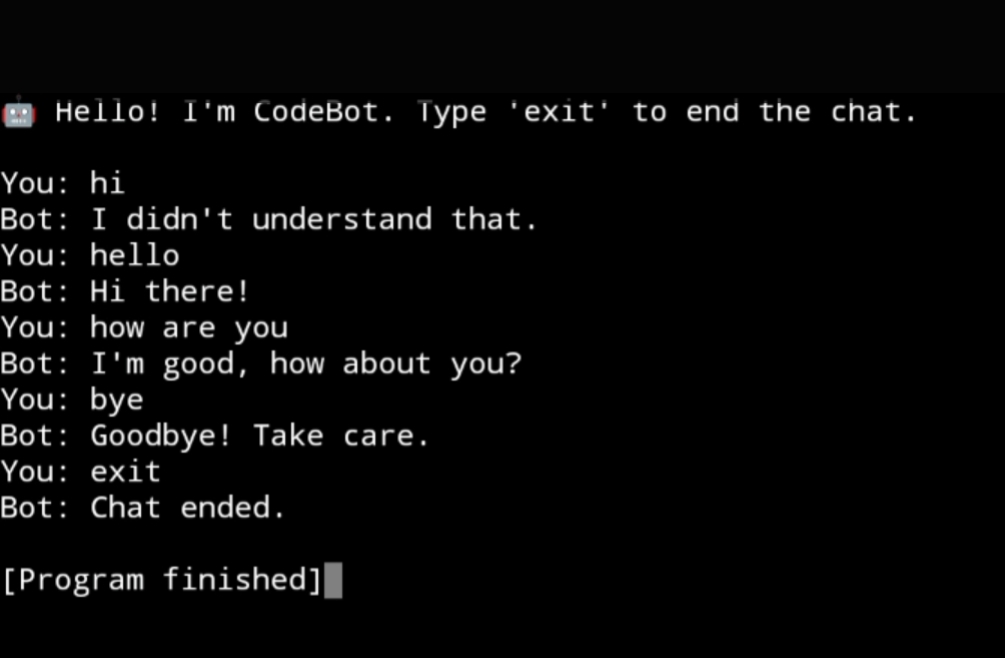 🤖 Hello! I'm CodeBot. Type 'exit' to end the chat.
You: hi
Bot: I didn't understand that.
You: hello
Bot: Hi there!
You: how are you
Bot: I'm good, how about you?
You: bye
Bot: Goodbye! Take care.
You: exit
Bot: Chat ended.
[Program finished]